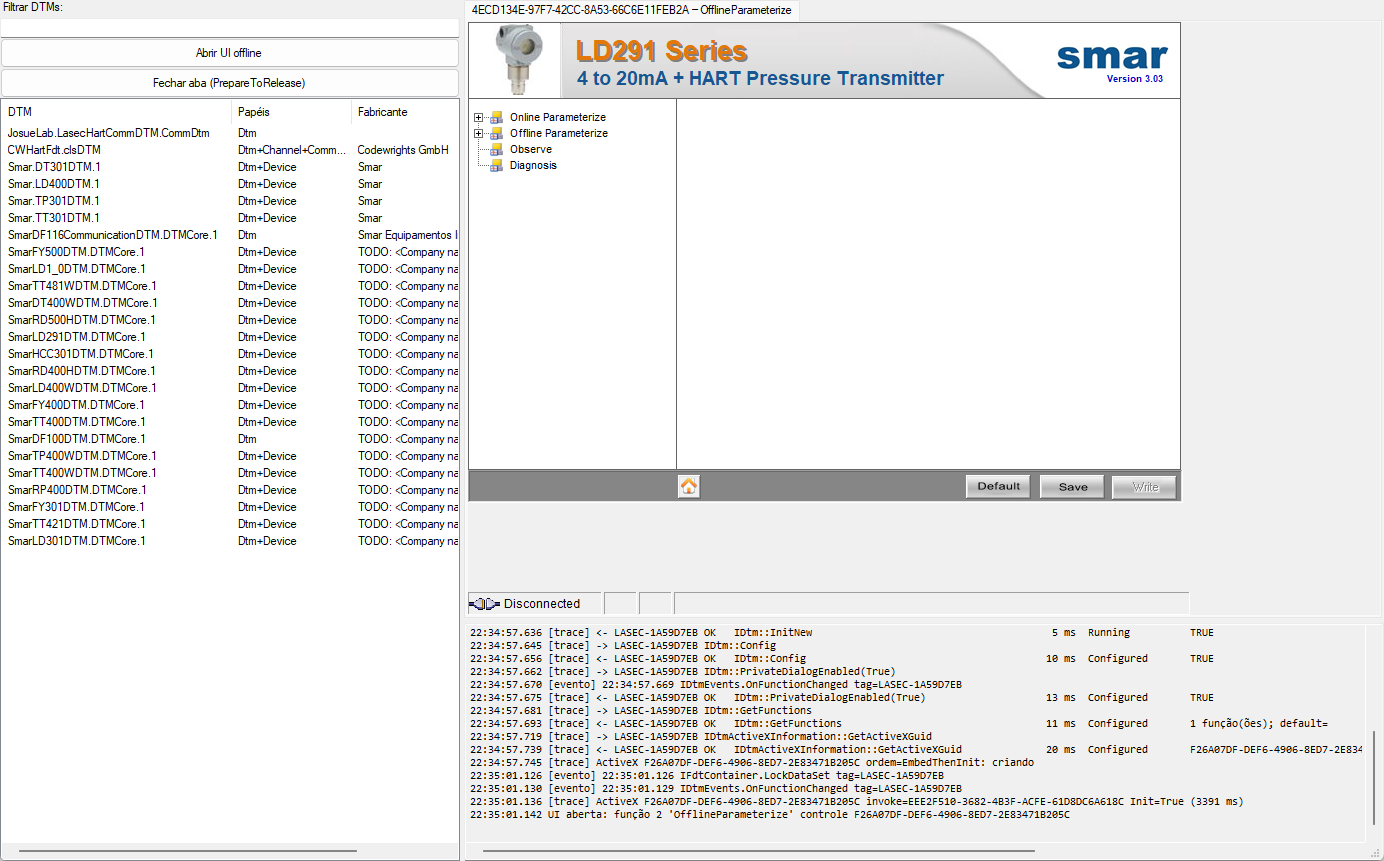 Filtrar DTMs:
Abrir UI offline
Fechar aba (PrepareToRelease)
DTM Papéis Fabricante
JosueLab.LasecHartCommDTM.CommDtm Dtm
CWHartFdt.clsDTM Dtm+Channel+Comm... Codewrights GmbH
Smar.DT301DTM.1 Dtm+Device Smar
Smar.LD400DTM.1 Dtm+Device Smar
Smar.TP301DTM.1 Dtm+Device Smar
Smar.TT301DTM.1 Dtm+Device Smar
SmarDF116CommunicationDTM.DTMCore.1 Dtm Smar Equipamentos I
SmarFY500DTM.DTMCore.1 Dtm+Device TODO: <Company na
SmarLD1_0DTM.DTMCore.1 Dtm+Device TODO: <Company na
SmarTT481WDTM.DTMCore.1 Dtm+Device TODO: <Company na
SmarDT400WDTM.DTMCore.1 Dtm+Device TODO: <Company na
SmarRD500HDTM.DTMCore.1 Dtm+Device TODO: <Company na
SmarLD291DTM.DTMCore.1 Dtm+Device TODO: <Company na
SmarHCC301DTM.DTMCore.1 Dtm+Device TODO: <Company na
SmarRD400HDTM.DTMCore.1 Dtm+Device TODO: <Company na
SmarLD400WDTM.DTMCore.1 Dtm+Device TODO: <Company na
SmarFY400DTM.DTMCore.1 Dtm+Device TODO: <Company na
SmarTT400DTM.DTMCore.1 Dtm+Device TODO: <Company na
SmarDF100DTM.DTMCore.1 Dtm TODO: <Company na
SmarTP400WDTM.DTMCore.1 Dtm+Device TODO: <Company na
SmarTT400WDTM.DTMCore.1 Dtm+Device TODO: <Company na
SmarRP400DTM.DTMCore.1 Dtm+Device TODO: <Company na
SmarFY301DTM.DTMCore.1 Dtm+Device TODO: <Company na
SmarTT421DTM.DTMCore.1 Dtm+Device TODO: <Company na
SmarLD301DTM.DTMCore.1 Dtm+Device TODO: <Company na
4ECD134E-97F7-42CC-8A53-66C6E11FEB2A – OfflineParameterize
LD291 Series
4 to 20mA + HART Pressure Transmitter
smar
Version 3.03
Online Parameterize
Offline Parameterize
Observe
Diagnosis
Default Save Write
Disconnected
22:34:57.636 [trace] <- LASEC-1A59D7EB OK IDtm::InitNew 5 ms Running TRUE
22:34:57.645 [trace] -> LASEC-1A59D7EB IDtm::Config
22:34:57.656 [trace] <- LASEC-1A59D7EB OK IDtm::Config 10 ms Configured TRUE
22:34:57.662 [trace] -> LASEC-1A59D7EB IDtm::PrivateDialogEnabled(True)
22:34:57.670 [evento] 22:34:57.669 IDtmEvents.OnFunctionChanged tag=LASEC-1A59D7EB
22:34:57.675 [trace] <- LASEC-1A59D7EB OK IDtm::PrivateDialogEnabled(True) 13 ms Configured TRUE
22:34:57.681 [trace] -> LASEC-1A59D7EB IDtm::GetFunctions
22:34:57.693 [trace] <- LASEC-1A59D7EB OK IDtm::GetFunctions 11 ms Configured 1 função(ões); default=
22:34:57.719 [trace] -> LASEC-1A59D7EB IDtmActiveXInformation::GetActiveXGuid
22:34:57.739 [trace] <- LASEC-1A59D7EB OK IDtmActiveXInformation::GetActiveXGuid 20 ms Configured F26A07DF-DEF6-4906-8ED7-2E834
22:34:57.745 [trace] ActiveX F26A07DF-DEF6-4906-8ED7-2E83471B205C ordem=EmbedThenInit: criando
22:35:01.126 [evento] 22:35:01.126 IFdtContainer.LockDataSet tag=LASEC-1A59D7EB
22:35:01.130 [evento] 22:35:01.129 IDtmEvents.OnFunctionChanged tag=LASEC-1A59D7EB
22:35:01.136 [trace] ActiveX F26A07DF-DEF6-4906-8ED7-2E83471B205C invoke=EEE2F510-3682-4B3F-ACFE-61D8DC6A618C Init=True (3391 ms)
22:35:01.142 UI aberta: função 2 'OfflineParameterize' controle F26A07DF-DEF6-4906-8ED7-2E83471B205C